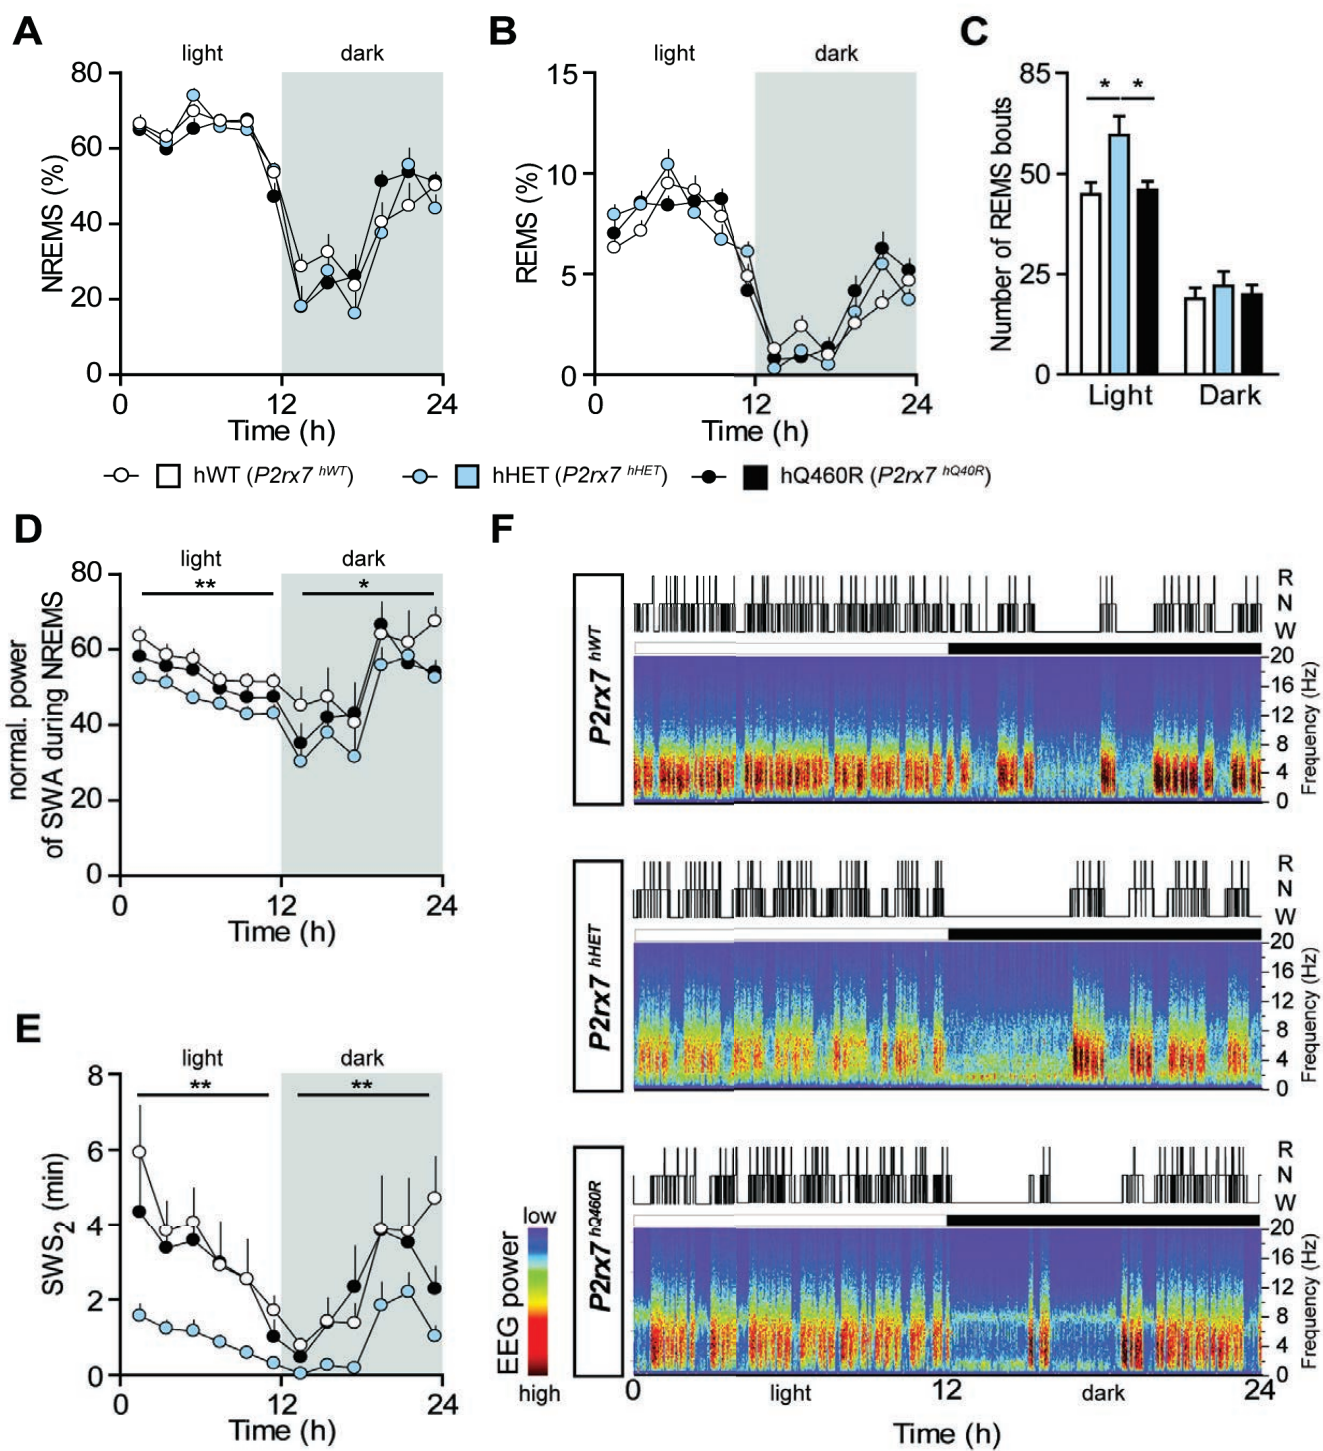 A
light
dark
NREMS (%)
80
60
40
20
0
0
12
24
Time (h)
B
light
dark
REMS (%)
15
10
5
0
0
12
24
Time (h)
C
Number of REMS bouts
85
50
25
0
* *
Light
Dark
hWT (P2rx7 hWT)
hHET (P2rx7 hHET)
hQ460R (P2rx7 hQ40R)
D
light
dark
**
*
normal. power
of SWA during NREMS
80
60
40
20
0
0
12
24
Time (h)
E
light
dark
**
**
SWS2 (min)
8
6
4
2
0
0
12
24
Time (h)
F
P2rx7 hWT
R
N
W
20
16
12
8
4
0
Frequency (Hz)
P2rx7 hHET
R
N
W
20
16
12
8
4
0
Frequency (Hz)
P2rx7 hQ460R
R
N
W
20
16
12
8
4
0
Frequency (Hz)
low
EEG power
high
0
light
12
dark
24
Time (h)